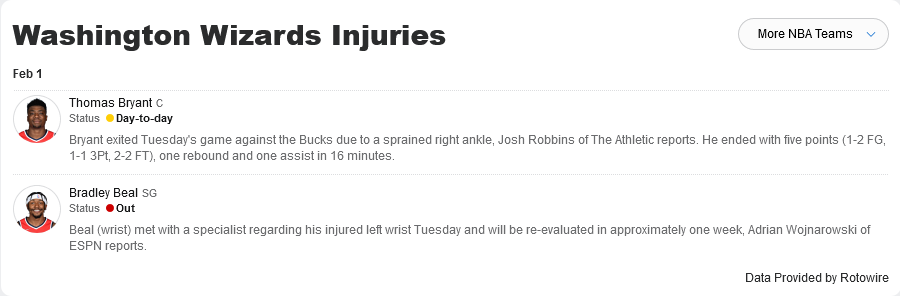 Washington Wizards Injuries
More NBA Teams
Feb 1
Thomas Bryant C
Status Day-to-day
Bryant exited Tuesday's game against the Bucks due to a sprained right ankle, Josh Robbins of The Athletic reports. He ended with five points (1-2 FG,
1-1 3Pt, 2-2 FT), one rebound and one assist in 16 minutes.
Bradley Beal SG
Status Out
Beal (wrist) met with a specialist regarding his injured left wrist Tuesday and will be re-evaluated in approximately one week, Adrian Wojnarowski of
ESPN reports.
Data Provided by Rotowire